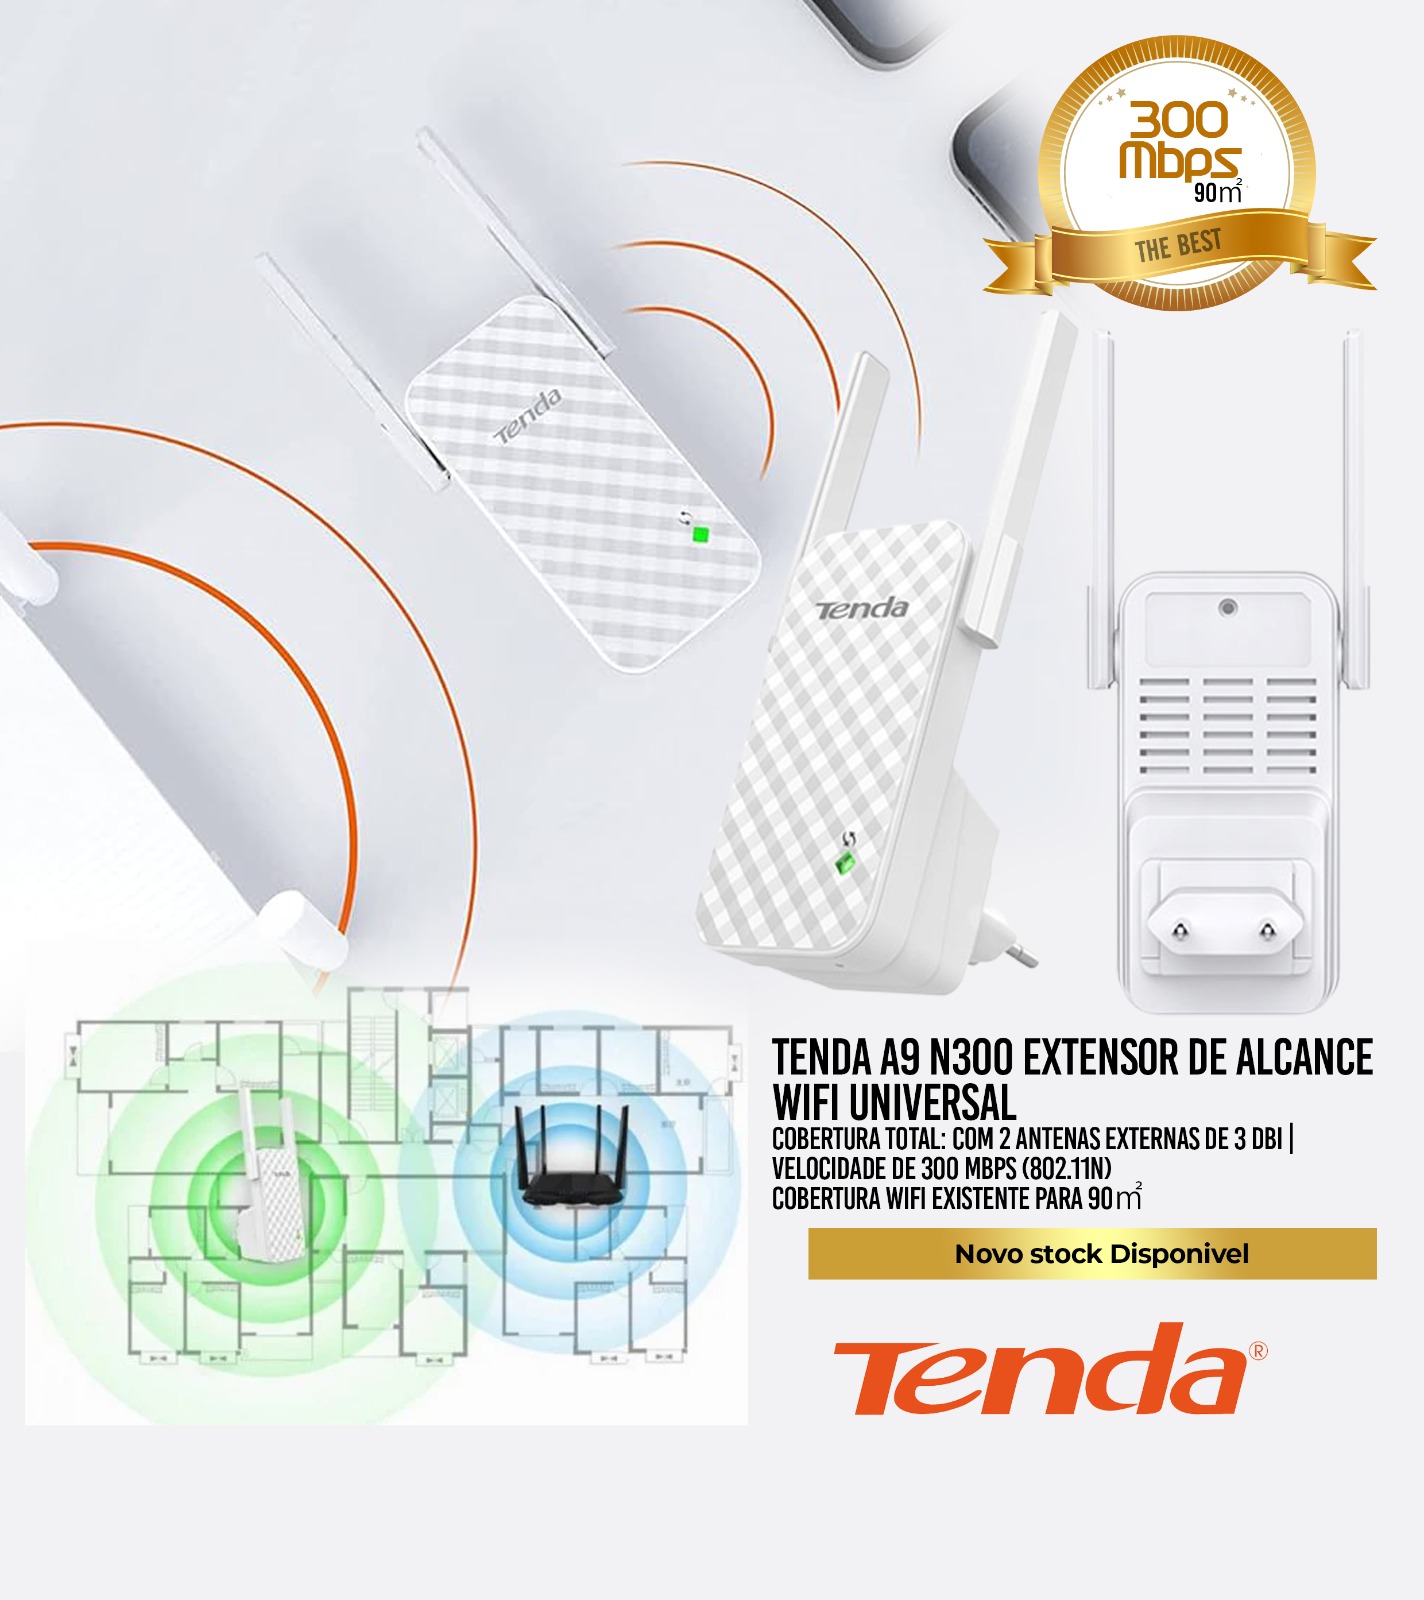 300
Mbps
90㎡
THE BEST
Tenda
Tenda
TENDA A9 N300 EXTENSOR DE ALCANCE
WIFI UNIVERSAL
COBERTURA TOTAL: COM 2 ANTENAS EXTERNAS DE 3 DBI |
VELOCIDADE DE 300 MBPS (802.11N)
COBERTURA WIFI EXISTENTE PARA 90㎡
Novo stock Disponivel
Tenda®